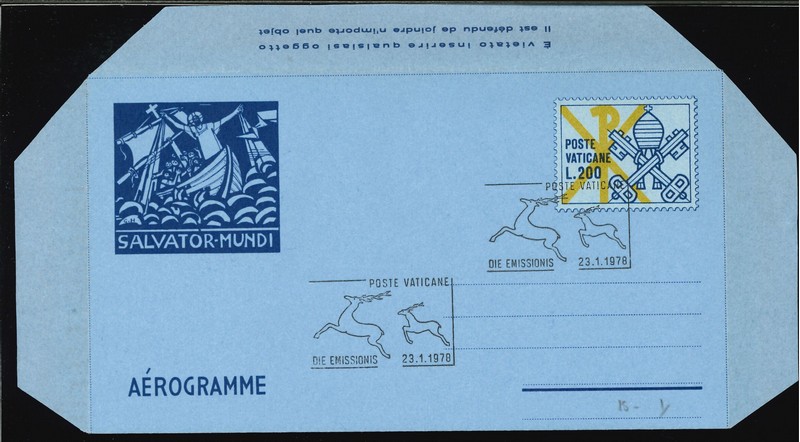 È vietato inserire qualsiasi oggetto
Il est défendu de joindre n'importe quel objet
SALVATOR·MUNDI
POSTE
VATICANE
L.200
POSTE VATICANE
DIE EMISSIONIS 23.1.1978
POSTE VATICANE
DIE EMISSIONIS 23.1.1978
AÉROGRAMME